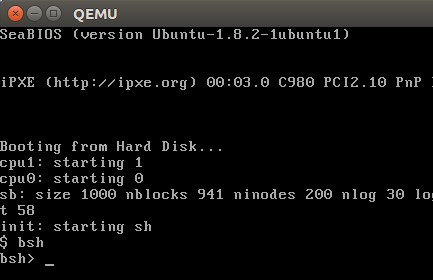 QEMU
SeaBIOS (version Ubuntu-1.8.2-1ubuntu1)
iPXE (http://ipxe.org) 00:03.0 C980 PCI2.10 PnP
Booting from Hard Disk...
cpu1: starting 1
cpu0: starting 0
sb: size 1000 nblocks 941 ninodes 200 nlog 30 log
t 58
init: starting sh
$ bsh
bsh> _